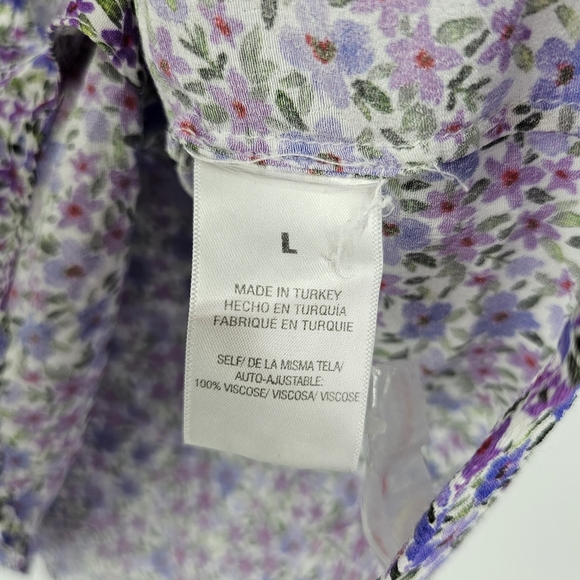 L
MADE IN TURKEY
HECHO EN TURQUÍA
FABRIQUÉ EN TURQUIE
SELF/ DE LA MISMA TELA/
AUTO-AJUSTABLE:
100% VISCOSE/ VISCOSA/ VISCOSE